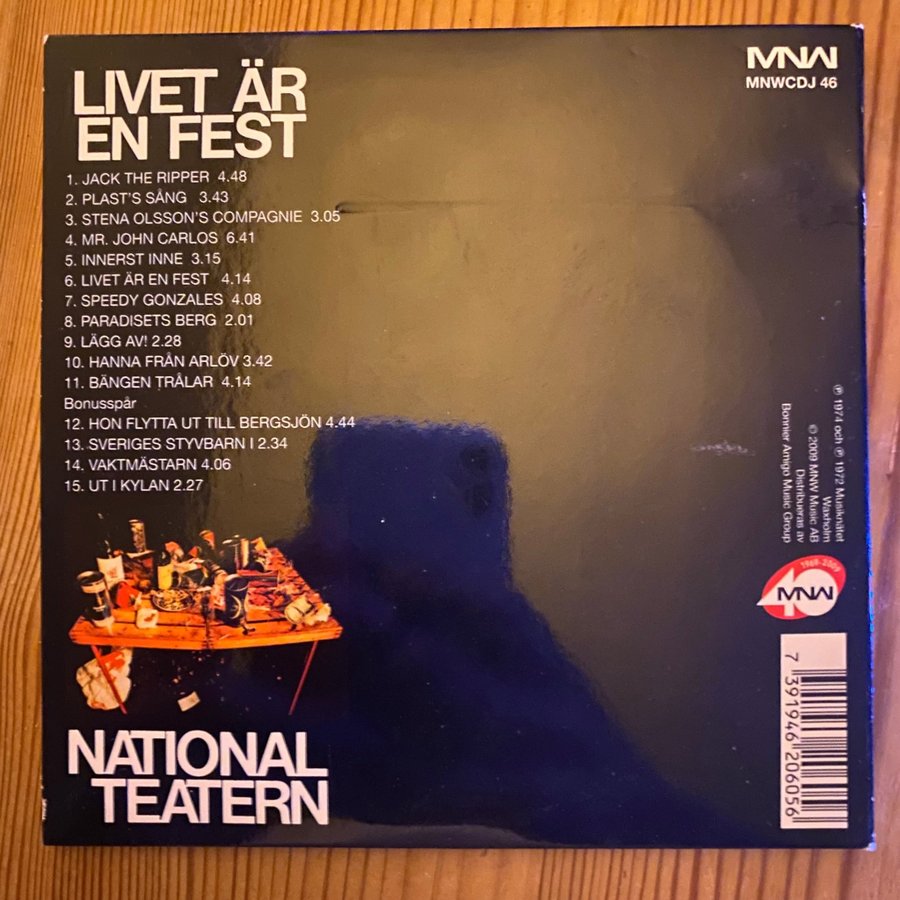 LIVET ÄR
EN FEST
1. JACK THE RIPPER 4.48
2. PLAST'S SÅNG 3.43
3. STENA OLSSON'S COMPAGNIE 3.05
4. MR. JOHN CARLOS 6.41
5. INNERST INNE 3.15
6. LIVET ÄR EN FEST 4.14
7. SPEEDY GONZALES 4.08
8. PARADISETS BERG 2.01
9. LÄGG AV! 2.28
10. HANNA FRÅN ARLÖV 3.42
11. BÄNGEN TRÅLAR 4.14
Bonusspår
12. HON FLYTTA UT TILL BERGSJÖN 4.44
13. SVERIGES STYVBARN I 2.34
14. VAKTMÄSTARN 4.06
15. UT I KYLAN 2.27
NATIONAL
TEATERN
MNW
MNWCDJ 46
℗ 1974 och ℗ 1972 Musiknätet
Waxholm
© 2009 MNW Music AB
Distribueras av
Bonnier Amigo Music Group
1969-2009
40 MNW
7 391946 206056